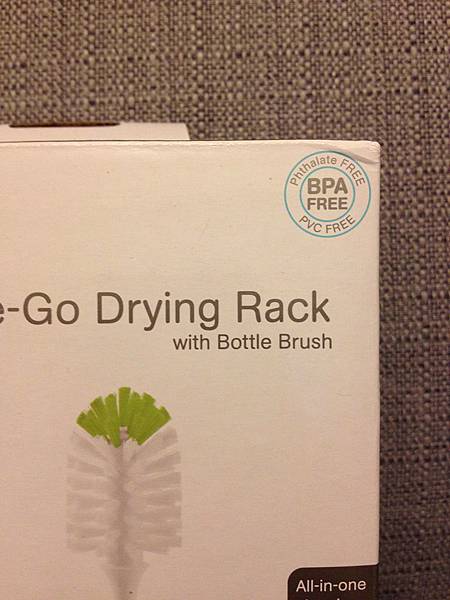 Phthalate FREE
BPA
FREE
PVC FREE
e-Go Drying Rack
with Bottle Brush
All-in-one